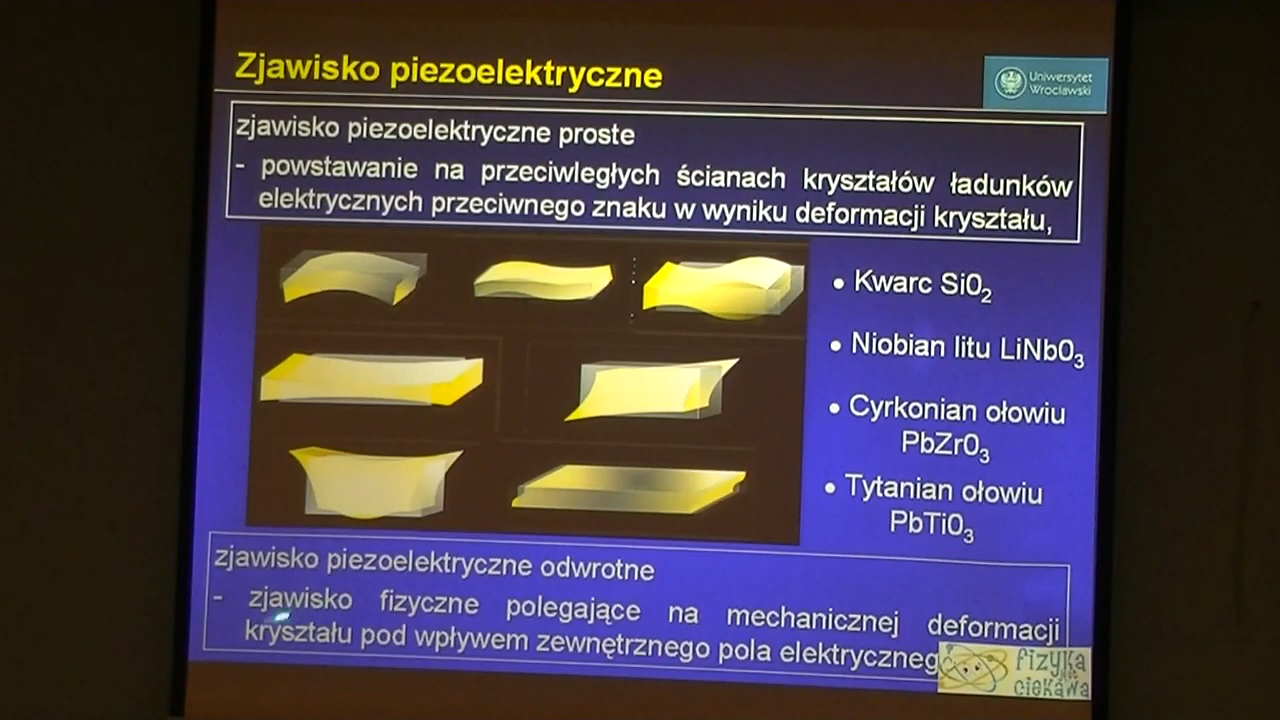 Zjawisko piezoelektryczne
Uniwersytet
Wrocławski
zjawisko piezoelektryczne proste
- powstawanie na przeciwległych ścianach kryształów ładunków
elektrycznych przeciwnego znaku w wyniku deformacji kryształu,
• Kwarc SiO₂
• Niobian litu LiNbO₃
• Cyrkonian ołowiu
PbZrO₃
• Tytanian ołowiu
PbTiO₃
zjawisko piezoelektryczne odwrotne
- zjawisko fizyczne polegające na mechanicznej deformacji
kryształu pod wpływem zewnętrznego pola
fizyka
jest
ciekawa